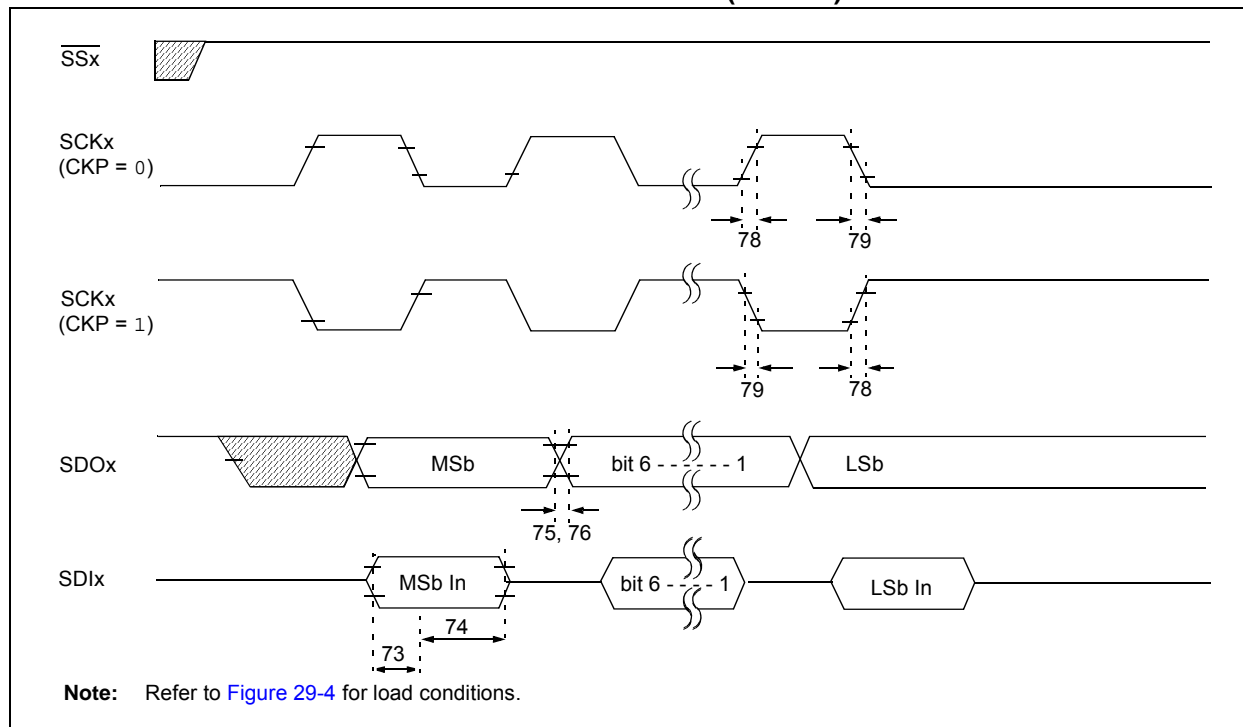 SSx
SCKx
(CKP = 0)
78
79
SCKx
(CKP = 1)
79
78
SDOx
MSb
bit 6 - - - - - - 1
LSb
75, 76
SDIx
MSb In
bit 6 - - - - 1
LSb In
74
73
Note: Refer to Figure 29-4 for load conditions.